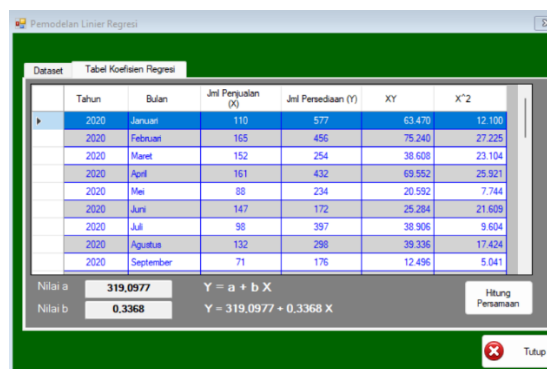 Pemodelan Linier Regresi
Dataset Tabel Koefisien Regresi
Tahun Bulan Jml Penjualan (X) Jml Persediaan (Y) XY X^2
2020 Januari 110 577 63.470 12.100
2020 Februari 165 456 75.240 27.225
2020 Maret 152 254 38.608 23.104
2020 April 161 432 69.552 25.921
2020 Mei 88 234 20.592 7.744
2020 Juni 147 172 25.284 21.609
2020 Juli 98 397 38.906 9.604
2020 Agustus 132 298 39.336 17.424
2020 September 71 176 12.496 5.041
Nilai a 319,0977 Y = a + b X
Nilai b 0,3368 Y = 319,0977 + 0,3368 X
Hitung
Persamaan
Tutup